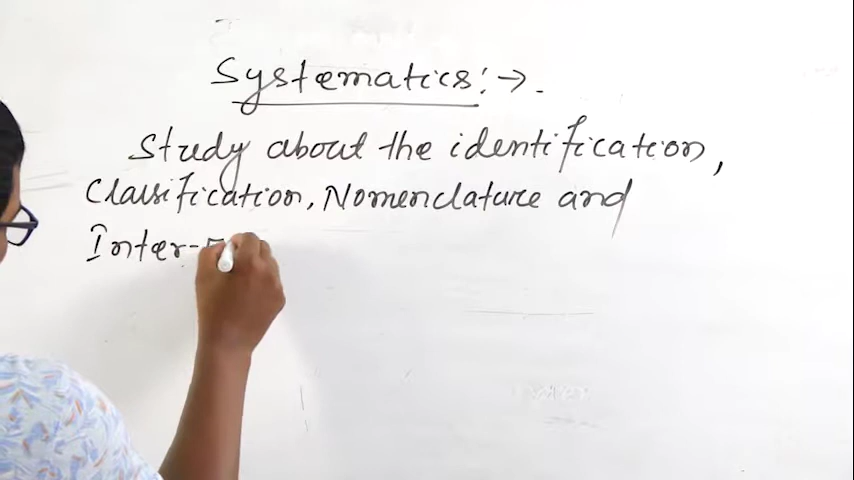 Systematics:→.
Study about the identification,
Classification, Nomenclature and
Inter-